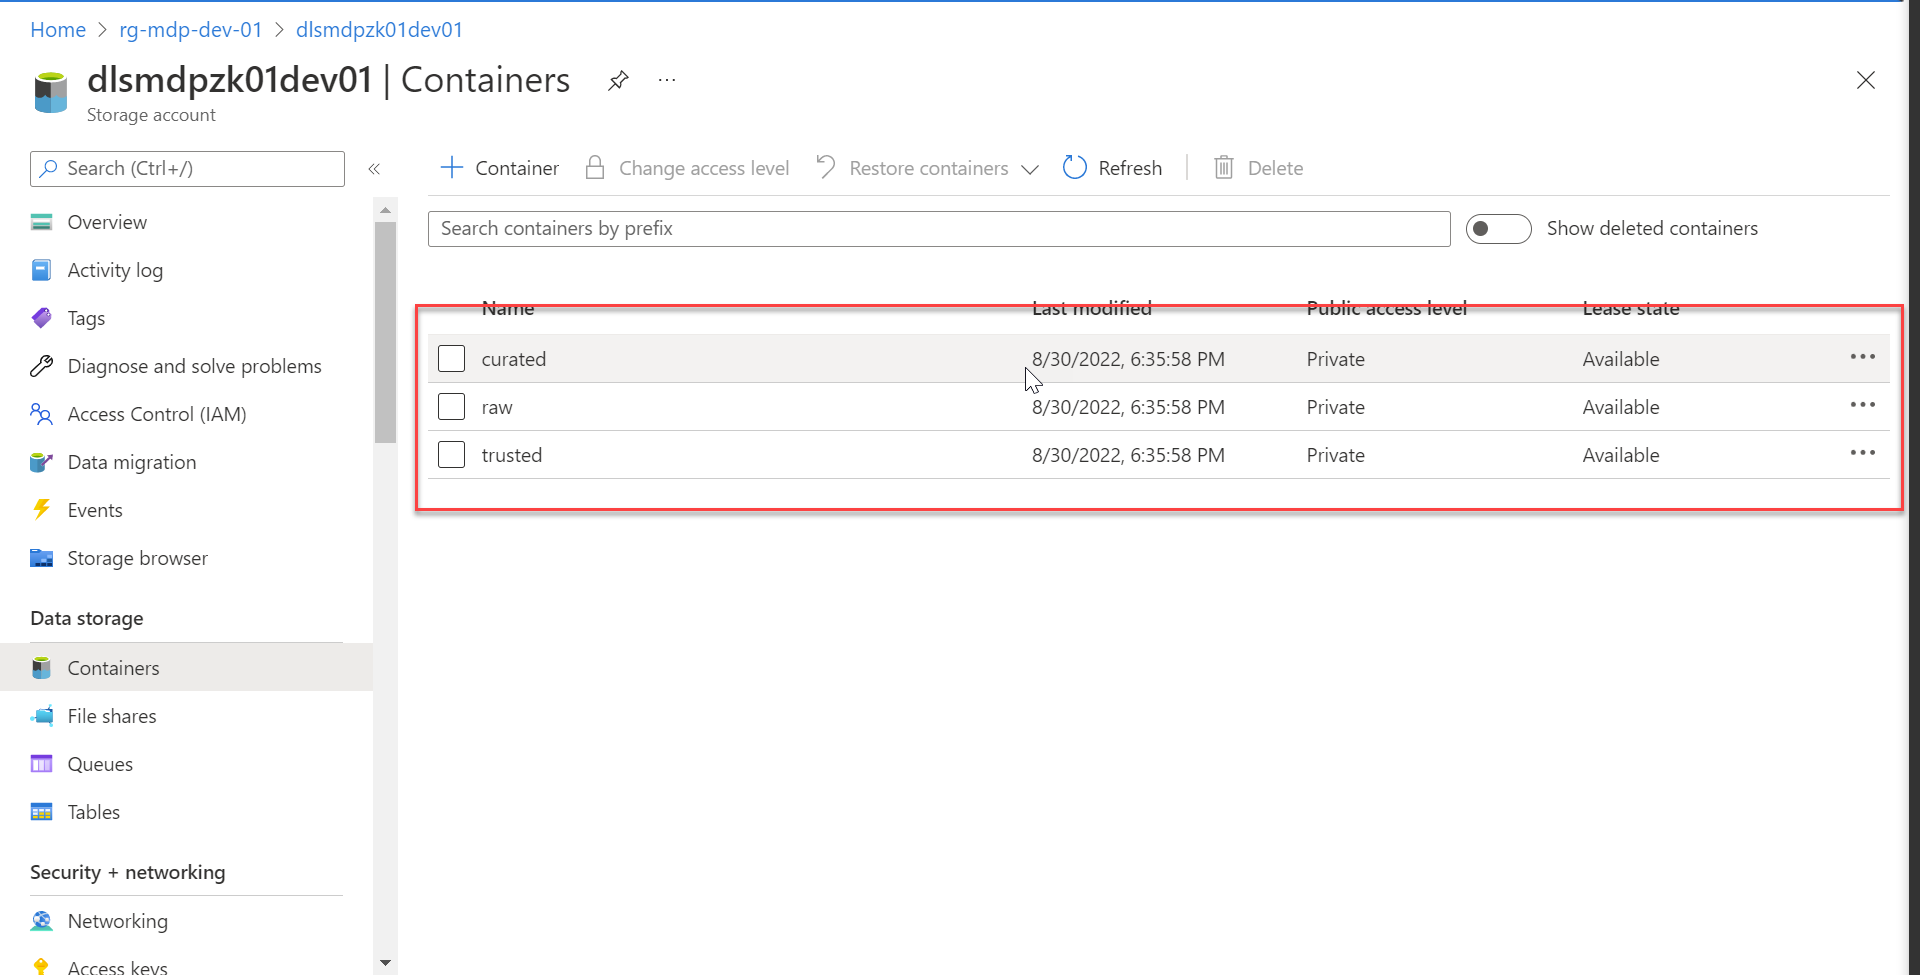 Home > rg-mdp-dev-01 > dlsmdpzk01dev01
dlsmdpzk01dev01 | Containers ...
Storage account
Search (Ctrl+/) «
Overview
Activity log
Tags
Diagnose and solve problems
Access Control (IAM)
Data migration
Events
Storage browser
Data storage
Containers
File shares
Queues
Tables
Security + networking
Networking
Access keys
+ Container Change access level Restore containers Refresh | Delete
Search containers by prefix Show deleted containers
Name Last modified Public access level Lease state
curated 8/30/2022, 6:35:58 PM Private Available ...
raw 8/30/2022, 6:35:58 PM Private Available ...
trusted 8/30/2022, 6:35:58 PM Private Available ...